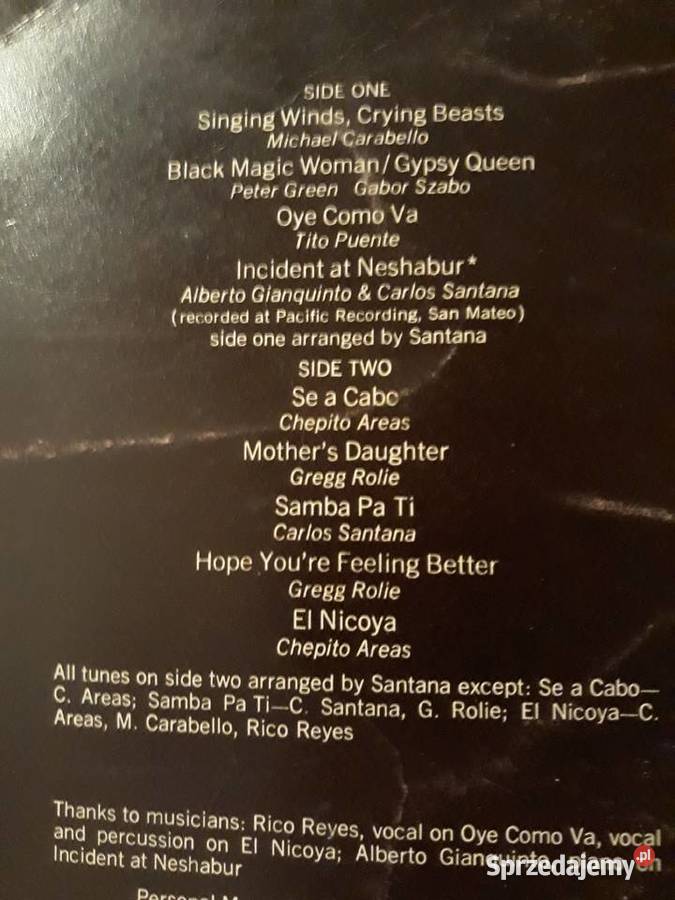 SIDE ONE
Singing Winds, Crying Beasts
Michael Carabello
Black Magic Woman/Gypsy Queen
Peter Green Gabor Szabo
Oye Como Va
Tito Puente
Incident at Neshabur*
Alberto Gianquinto & Carlos Santana
(recorded at Pacific Recording, San Mateo)
side one arranged by Santana
SIDE TWO
Se a Cabo
Chepito Areas
Mother's Daughter
Gregg Rolie
Samba Pa Ti
Carlos Santana
Hope You're Feeling Better
Gregg Rolie
El Nicoya
Chepito Areas
All tunes on side two arranged by Santana except: Se a Cabo—
C. Areas; Samba Pa Ti—C. Santana, G. Rolie; El Nicoya—C.
Areas, M. Carabello, Rico Reyes
Thanks to musicians: Rico Reyes, vocal on Oye Como Va, vocal
and percussion on El Nicoya; Alberto Gianquinto, piano on
Incident at Neshabur
Sprzedajemy.pl